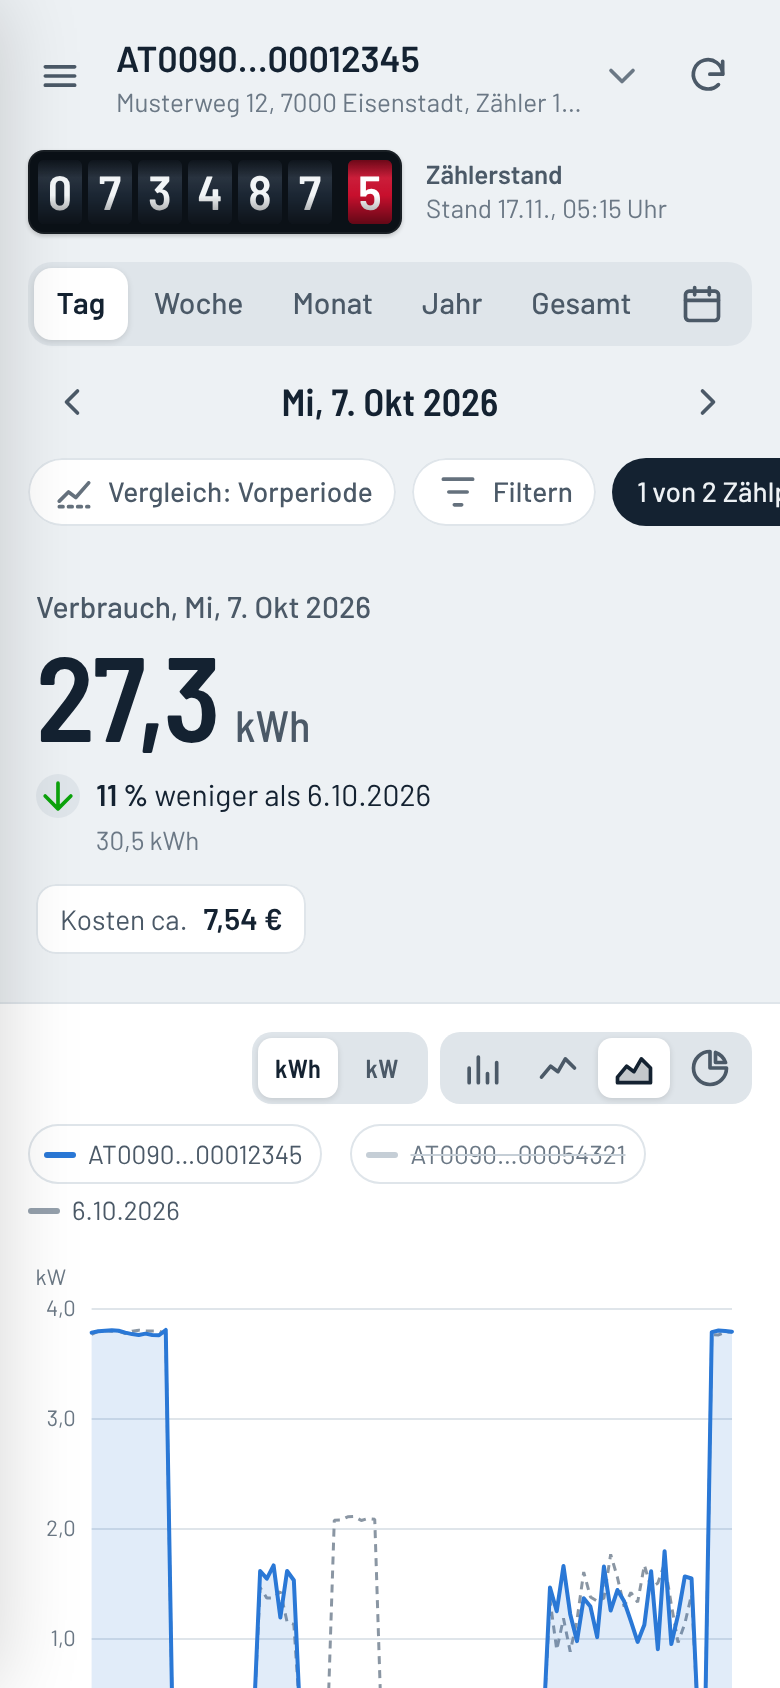 AT0090...00012345
Musterweg 12, 7000 Eisenstadt, Zähler 1...
0 7 3 4 8 7 5
Zählerstand
Stand 17.11., 05:15 Uhr
Tag Woche Monat Jahr Gesamt
Mi, 7. Okt 2026
Vergleich: Vorperiode Filtern 1 von 2 Zählp
Verbrauch, Mi, 7. Okt 2026
27,3 kWh
11 % weniger als 6.10.2026
30,5 kWh
Kosten ca. 7,54 €
kWh kW
AT0090...00012345 AT0090...00054321
6.10.2026
kW
4,0
3,0
2,0
1,0